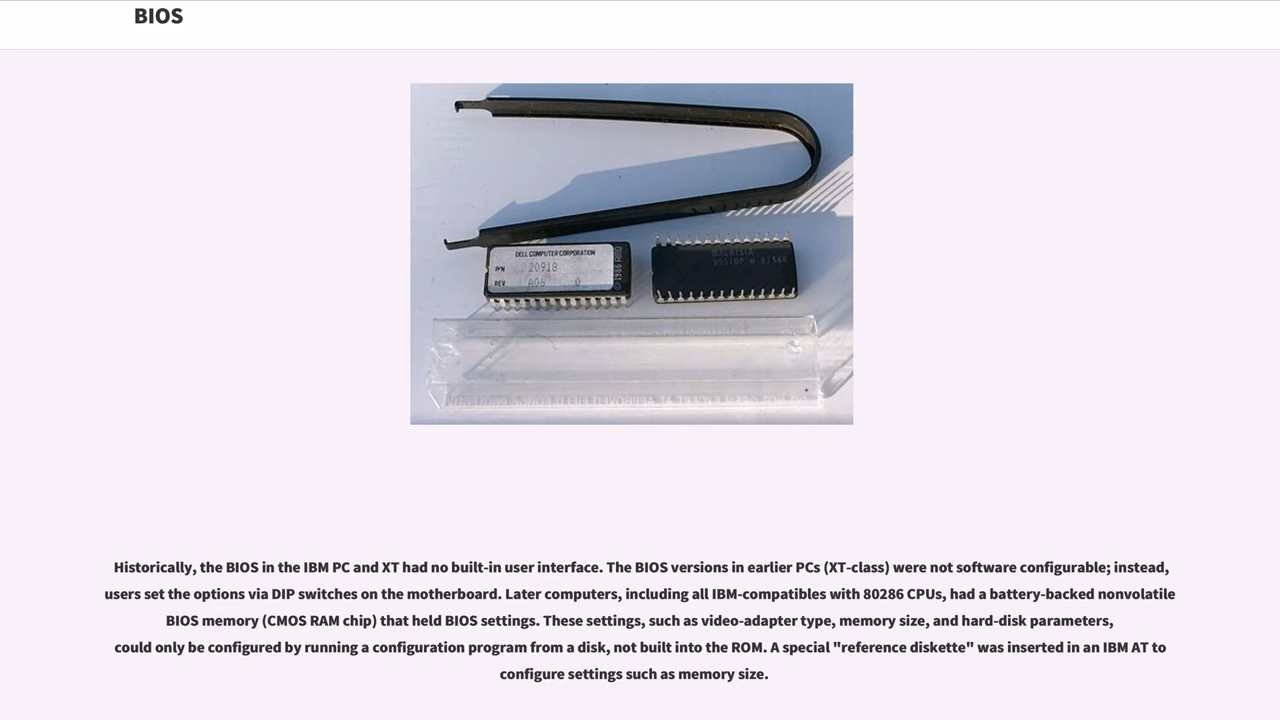 BIOS
DELL COMPUTER CORPORATION
P/N 20918
REV. A06
Historically, the BIOS in the IBM PC and XT had no built-in user interface. The BIOS versions in earlier PCs (XT-class) were not software configurable; instead,
users set the options via DIP switches on the motherboard. Later computers, including all IBM-compatibles with 80286 CPUs, had a battery-backed nonvolatile
BIOS memory (CMOS RAM chip) that held BIOS settings. These settings, such as video-adapter type, memory size, and hard-disk parameters,
could only be configured by running a configuration program from a disk, not built into the ROM. A special "reference diskette" was inserted in an IBM AT to
configure settings such as memory size.